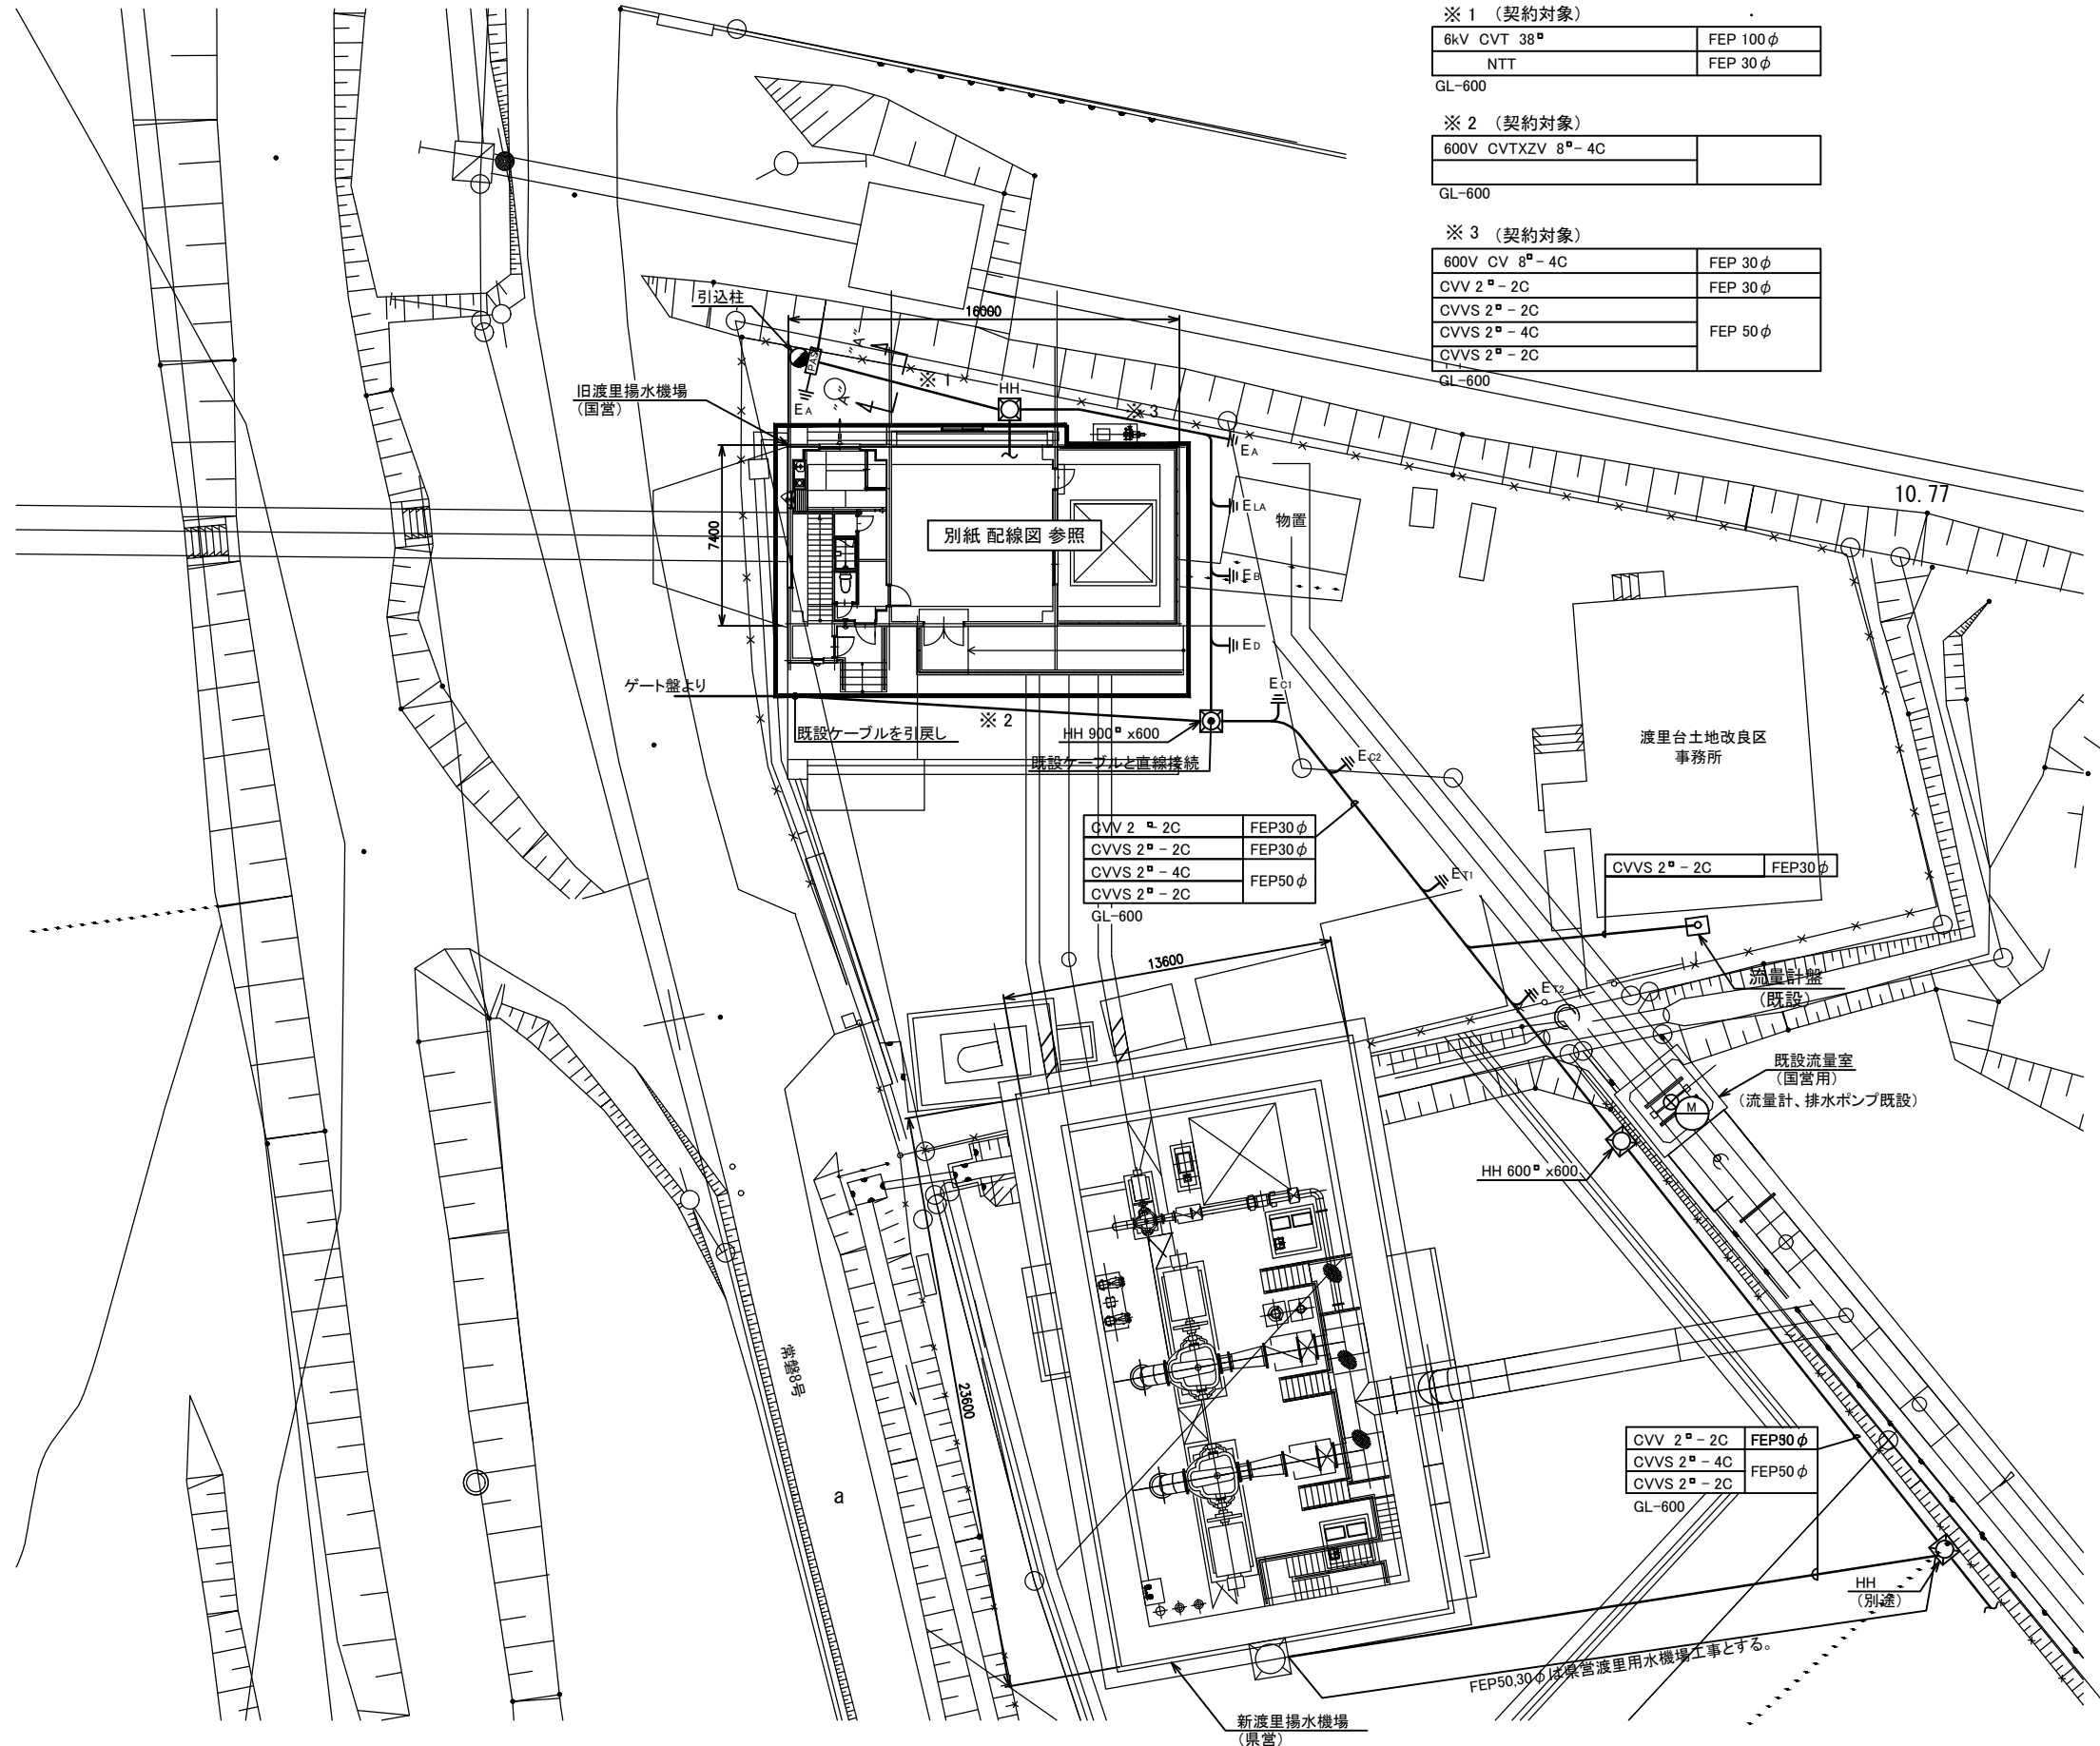 ※ 1 (契約対象)
6kV CVT 38□ FEP 100φ
NTT FEP 30φ
GL-600
※ 2 (契約対象)
600V CVTXZV 8□- 4C
GL-600
※ 3 (契約対象)
600V CV 8□- 4C FEP 30φ
CVV 2□- 2C FEP 30φ
CVVS 2□- 2C
CVVS 2□- 4C FEP 50φ
CVVS 2□- 2C
GL-600
引込柱
16000
PAS
"A"
※ 1
HH
旧渡里揚水機場
(国営)
EA
"A"
※ 3
EA
10.77
7400
別紙 配線図 参照
ELA
物置
EB
ED
ゲート盤より
EC1
※ 2
既設ケーブルを引戻し
HH 900□ x600
既設ケーブルと直線接続
EC2
渡里台土地改良区
事務所
CVV 2□- 2C FEP30φ
CVVS 2□- 2C FEP30φ
CVVS 2□- 4C FEP50φ
CVVS 2□- 2C
GL-600
ET1
CVVS 2□- 2C FEP30φ
13600
流量計盤
(既設)
ET2
既設流量室
(国営用)
(流量計、排水ポンプ既設)
M
HH 600□ x600
常磐8号
23600
a
CVV 2□- 2C FEP30φ
CVVS 2□- 4C FEP50φ
CVVS 2□- 2C
GL-600
HH
(別途)
FEP50,30φは県営渡里用水機場工事とする。
新渡里揚水機場
(県営)